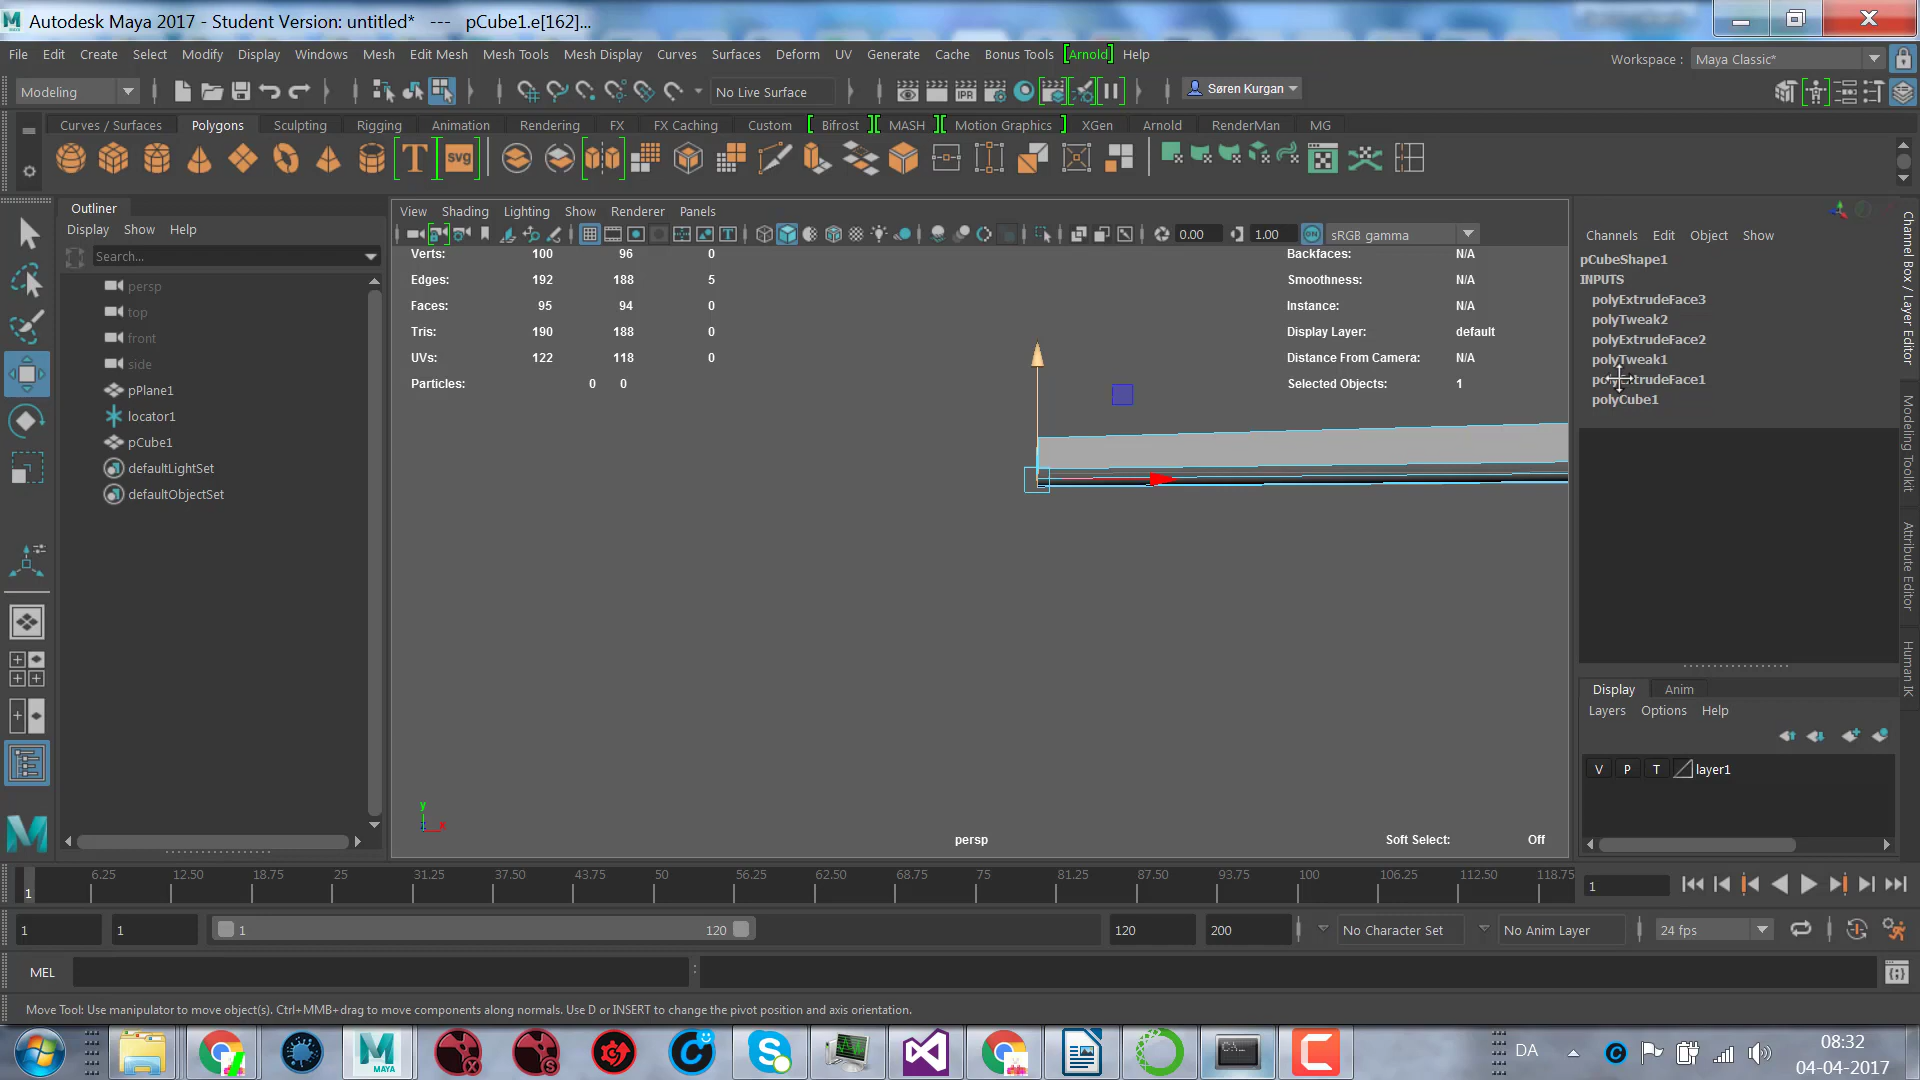 Autodesk Maya 2017 - Student Version: untitled*   ---   pCube1.e[162]...
File Edit Create Select Modify Display Windows Mesh Edit Mesh Mesh Tools Mesh Display Curves Surfaces Deform UV Generate Cache Bonus Tools [Arnold] Help
Workspace : Maya Classic*
Modeling
No Live Surface
IPR
Søren Kurgan
Curves / Surfaces Polygons Sculpting Rigging Animation Rendering FX FX Caching Custom Bifrost MASH Motion Graphics XGen Arnold RenderMan MG
T svg
Outliner
Display Show Help
Search...
persp
top
front
side
pPlane1
locator1
pCube1
defaultLightSet
defaultObjectSet
View Shading Lighting Show Renderer Panels
0.00 1.00 ON sRGB gamma
Verts: 100 96 0
Edges: 192 188 5
Faces: 95 94 0
Tris: 190 188 0
UVs: 122 118 0
Particles: 0 0
Backfaces: N/A
Smoothness: N/A
Instance: N/A
Display Layer: default
Distance From Camera: N/A
Selected Objects: 1
y
x
persp
Soft Select: Off
Channels Edit Object Show
pCubeShape1
INPUTS
polyExtrudeFace3
polyTweak2
polyExtrudeFace2
polyTweak1
polyExtrudeFace1
polyCube1
Channel Box / Layer Editor
Modeling Toolkit
Attribute Editor
Human IK
Display Anim
Layers Options Help
V P T layer1
1 6.25 12.50 18.75 25 31.25 37.50 43.75 50 56.25 62.50 68.75 75 81.25 87.50 93.75 100 106.25 112.50 118.75
1
1 1 1 120 120 200 No Character Set No Anim Layer 24 fps
MEL
Move Tool: Use manipulator to move object(s). Ctrl+MMB+drag to move components along normals. Use D or INSERT to change the pivot position and axis orientation.
MAYA
DA
08:32
04-04-2017